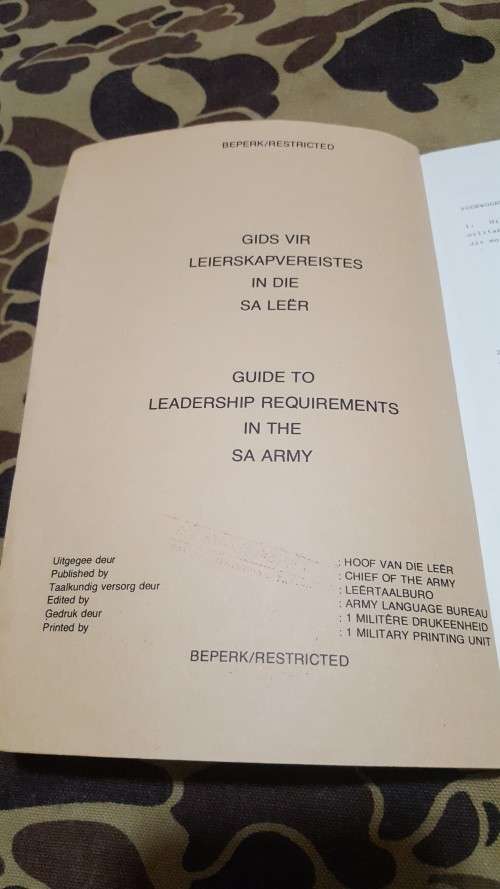 BEPERK/RESTRICTED
GIDS VIR
LEIERSKAPVEREISTES
IN DIE
SA LEËR
GUIDE TO
LEADERSHIP REQUIREMENTS
IN THE
SA ARMY
Uitgegee deur : HOOF VAN DIE LEËR
Published by : CHIEF OF THE ARMY
Taalkundig versorg deur : LEËRTAALBURO
Edited by : ARMY LANGUAGE BUREAU
Gedruk deur : 1 MILITÊRE DRUKEENHEID
Printed by : 1 MILITARY PRINTING UNIT
BEPERK/RESTRICTED
1.